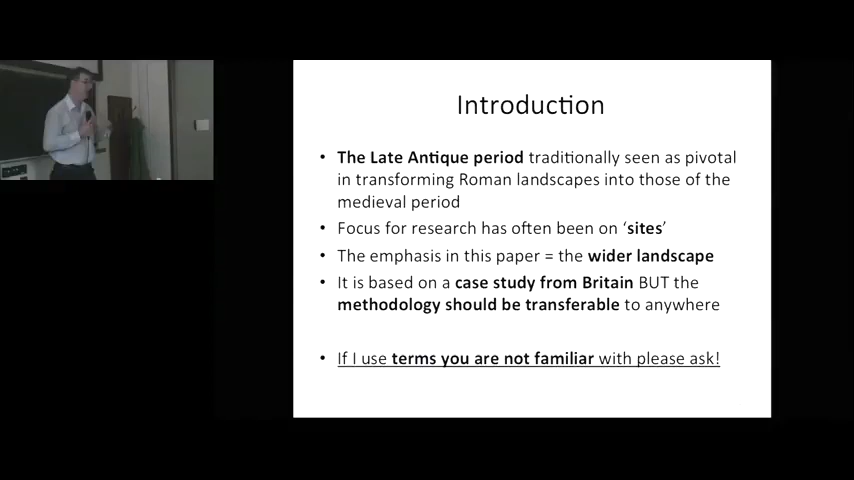 Introduction
• The Late Antique period traditionally seen as pivotal
in transforming Roman landscapes into those of the
medieval period
• Focus for research has often been on ‘sites’
• The emphasis in this paper = the wider landscape
• It is based on a case study from Britain BUT the
methodology should be transferable to anywhere
• If I use terms you are not familiar with please ask!